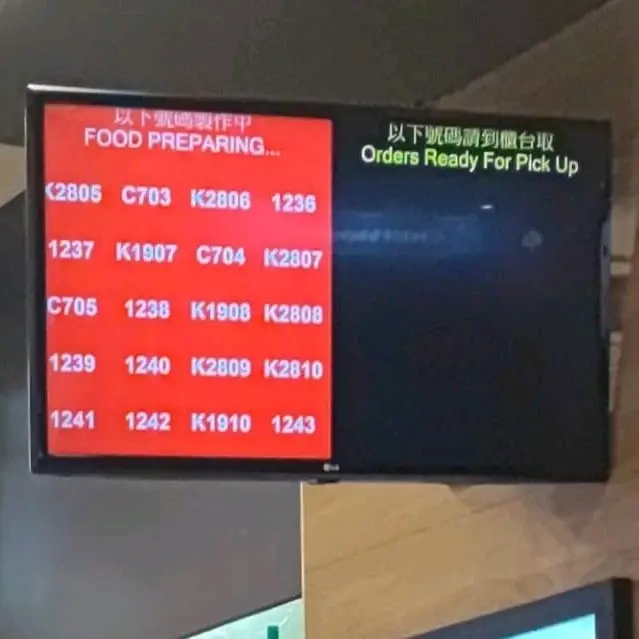 以下號碼製作中
FOOD PREPARING...
K2805 C703 K2806 1236
1237 K1907 C704 K2807
C705 1238 K1908 K2808
1239 1240 K2809 K2810
1241 1242 K1910 1243
以下號碼請到櫃台取
Orders Ready For Pick Up
LG